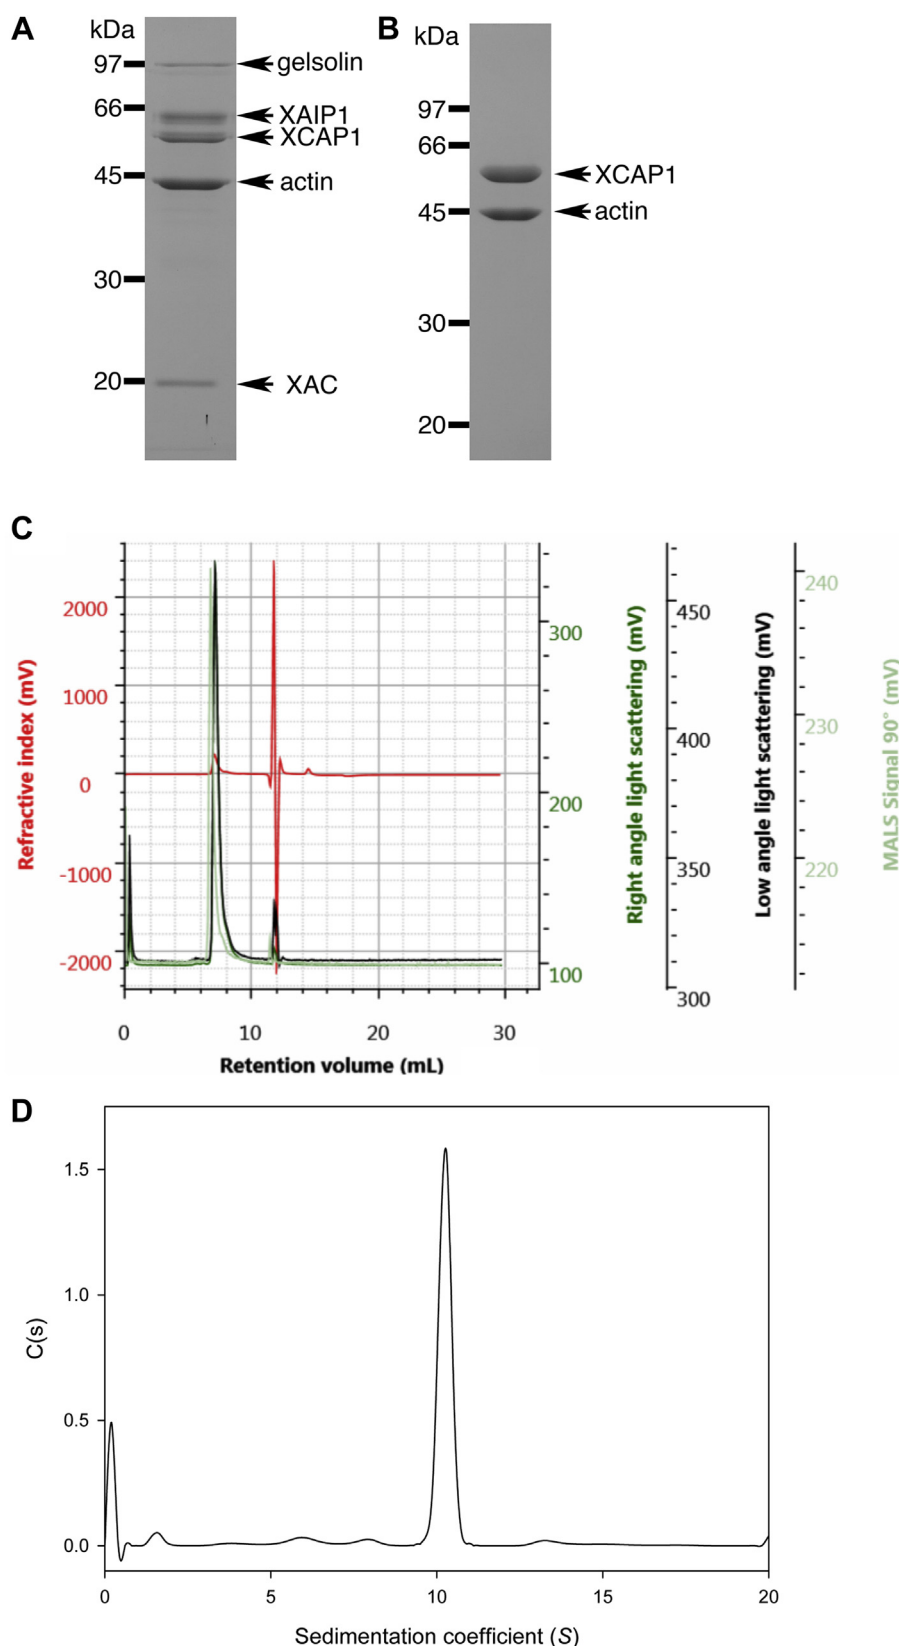 A
kDa
97
gelsolin
66
XAIP1
XCAP1
45
actin
30
20
XAC
B
kDa
97
66
XCAP1
45
actin
30
20
C
Refractive index (mV)
2000
1000
0
-1000
-2000
0
10
20
30
Retention volume (mL)
300
200
100
Right angle light scattering (mV)
450
400
350
300
Low angle light scattering (mV)
240
230
220
MALS Signal 90° (mV)
D
C(s)
1.5
1.0
0.5
0.0
0 5 10 15 20
Sedimentation coefficient (S)